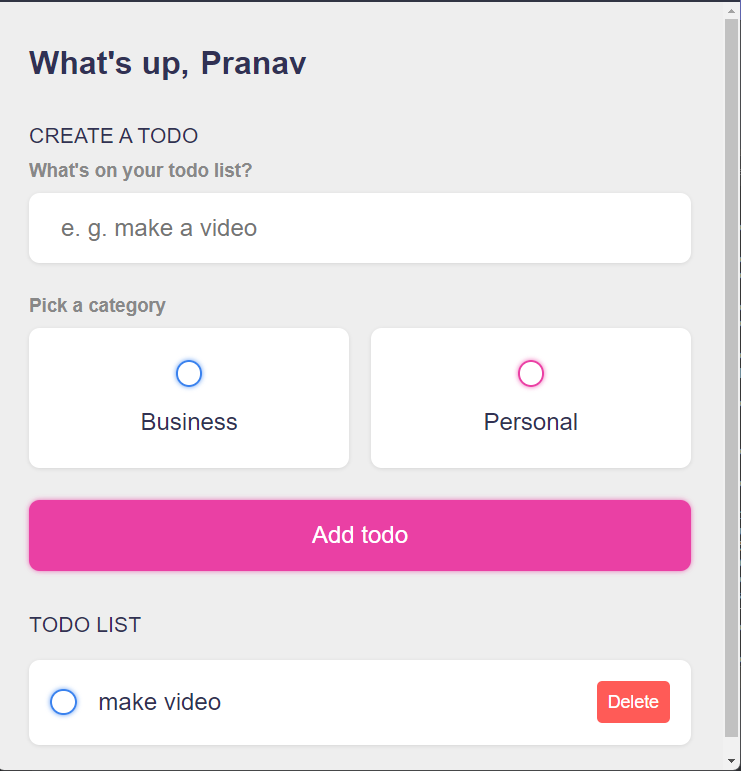 What's up, Pranav
CREATE A TODO
What's on your todo list?
e. g. make a video
Pick a category
Business
Personal
Add todo
TODO LIST
make video
Delete